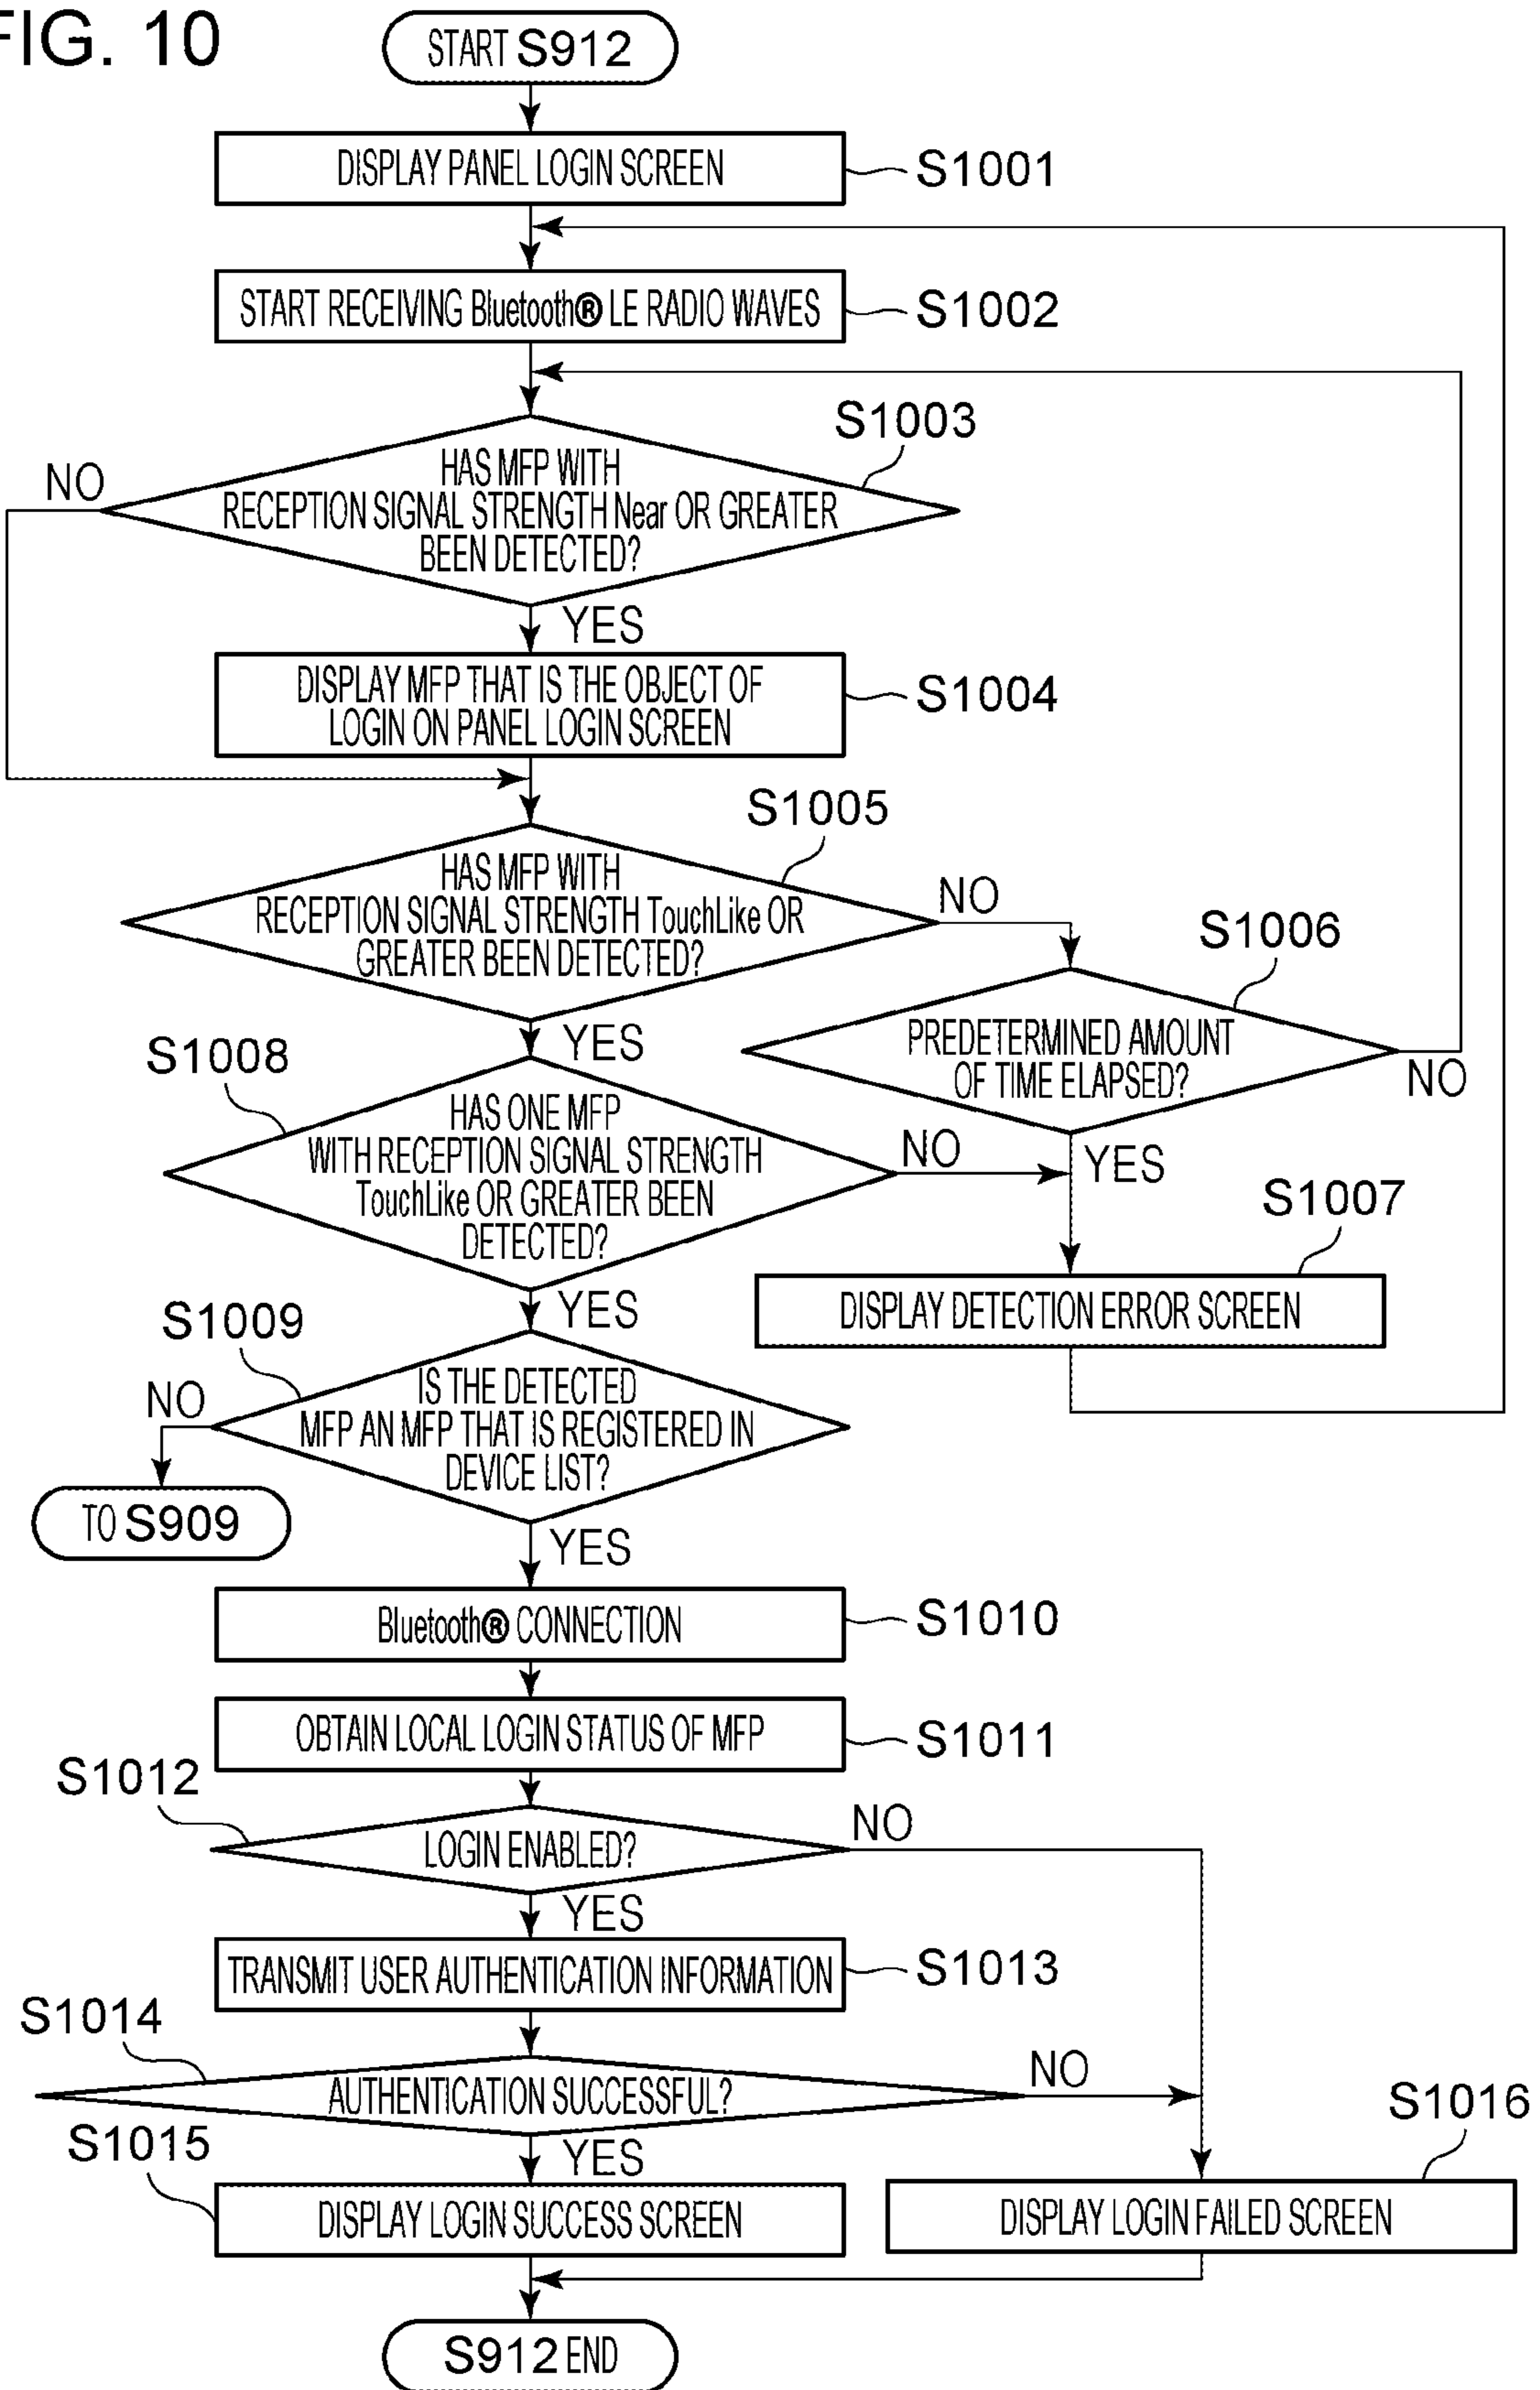 FIG. 10
START S912
DISPLAY PANEL LOGIN SCREEN
S1001
START RECEIVING Bluetooth® LE RADIO WAVES
S1002
S1003
NO
HAS MFP WITH
RECEPTION SIGNAL STRENGTH Near OR GREATER
BEEN DETECTED?
YES
DISPLAY MFP THAT IS THE OBJECT OF
LOGIN ON PANEL LOGIN SCREEN
S1004
S1005
HAS MFP WITH
RECEPTION SIGNAL STRENGTH TouchLike OR
GREATER BEEN DETECTED?
NO
S1006
YES
PREDETERMINED AMOUNT
OF TIME ELAPSED?
NO
YES
S1008
HAS ONE MFP
WITH RECEPTION SIGNAL STRENGTH
TouchLike OR GREATER BEEN
DETECTED?
NO
S1007
DISPLAY DETECTION ERROR SCREEN
YES
S1009
IS THE DETECTED
MFP AN MFP THAT IS REGISTERED IN
DEVICE LIST?
NO
TO S909
YES
Bluetooth® CONNECTION
S1010
OBTAIN LOCAL LOGIN STATUS OF MFP
S1011
S1012
LOGIN ENABLED?
NO
YES
TRANSMIT USER AUTHENTICATION INFORMATION
S1013
S1014
AUTHENTICATION SUCCESSFUL?
NO
YES
S1015
DISPLAY LOGIN SUCCESS SCREEN
S1016
DISPLAY LOGIN FAILED SCREEN
S912 END